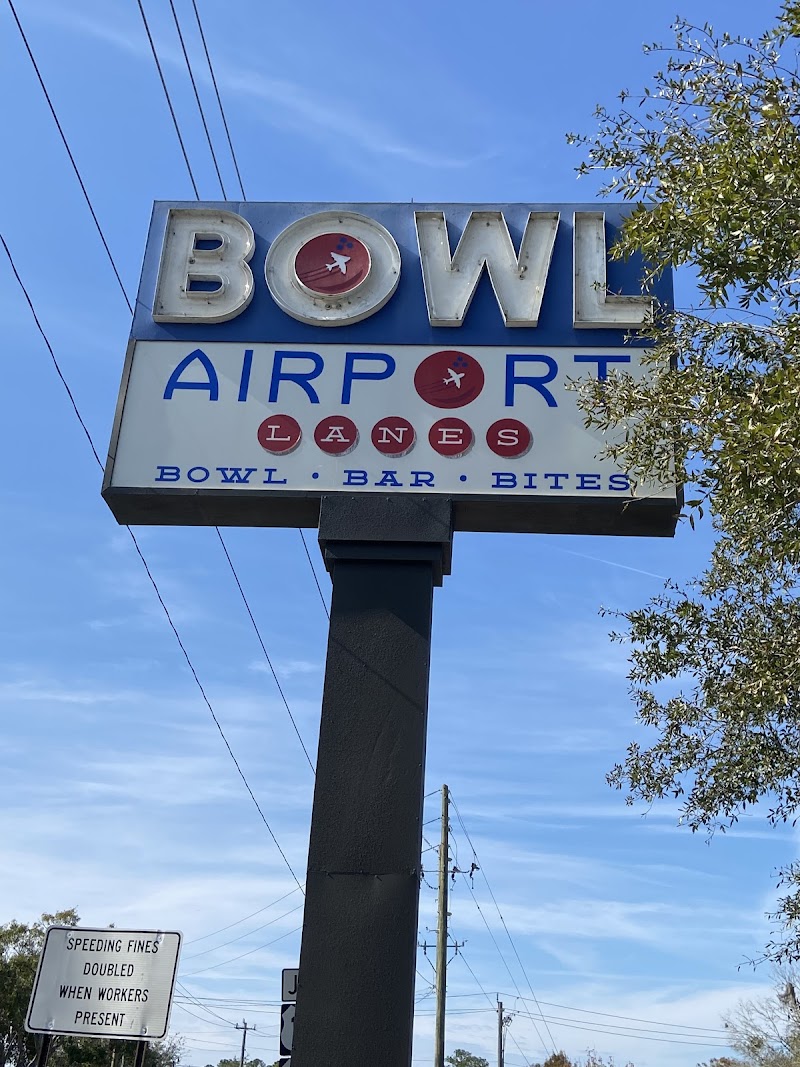 BOWL
AIRPORT
LANES
BOWL • BAR • BITES
SPEEDING FINES
DOUBLED
WHEN WORKERS
PRESENT